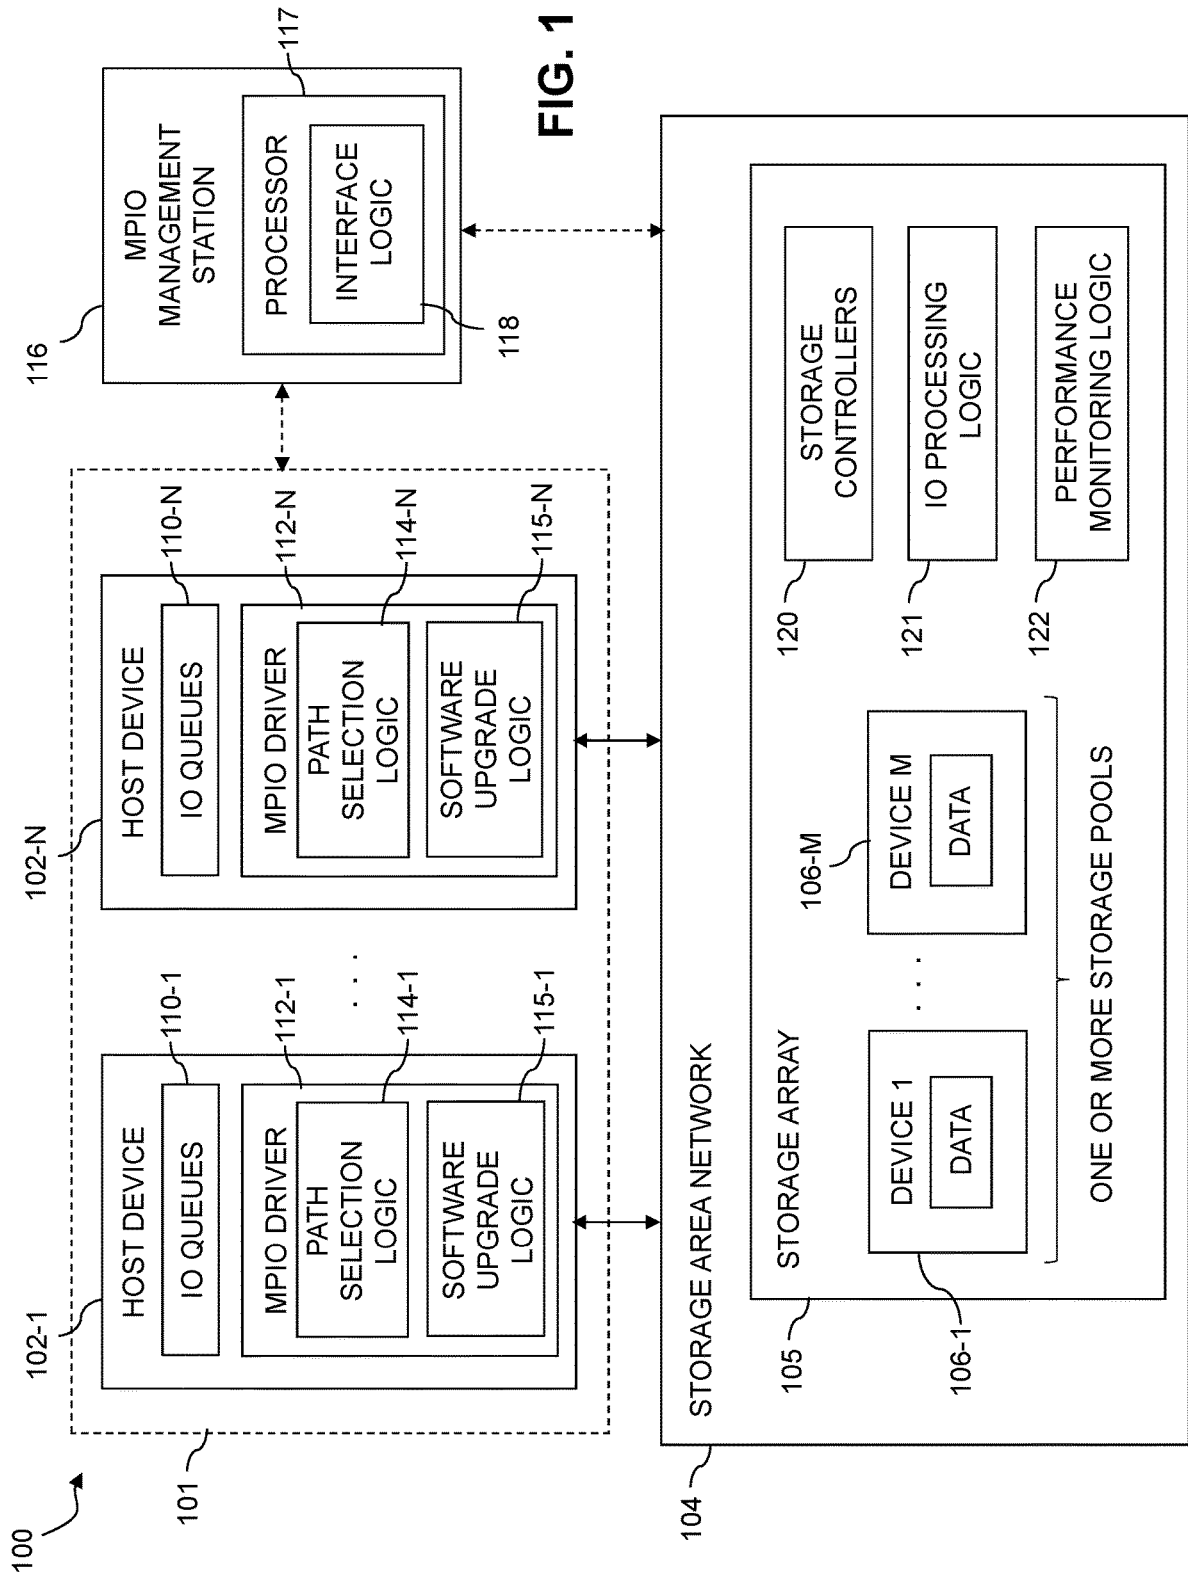 100
101
102-1
HOST DEVICE
IO QUEUES
110-1
MPIO DRIVER
112-1
PATH
SELECTION
LOGIC
114-1
SOFTWARE
UPGRADE
LOGIC
115-1
. . .
102-N
HOST DEVICE
IO QUEUES
110-N
MPIO DRIVER
112-N
PATH
SELECTION
LOGIC
114-N
SOFTWARE
UPGRADE
LOGIC
115-N
116
MPIO
MANAGEMENT
STATION
PROCESSOR
117
INTERFACE
LOGIC
118
FIG. 1
104
STORAGE AREA NETWORK
105
STORAGE ARRAY
DEVICE 1
DATA
106-1
. . .
106-M
DEVICE M
DATA
ONE OR MORE STORAGE POOLS
STORAGE
CONTROLLERS
120
IO PROCESSING
LOGIC
121
PERFORMANCE
MONITORING LOGIC
122